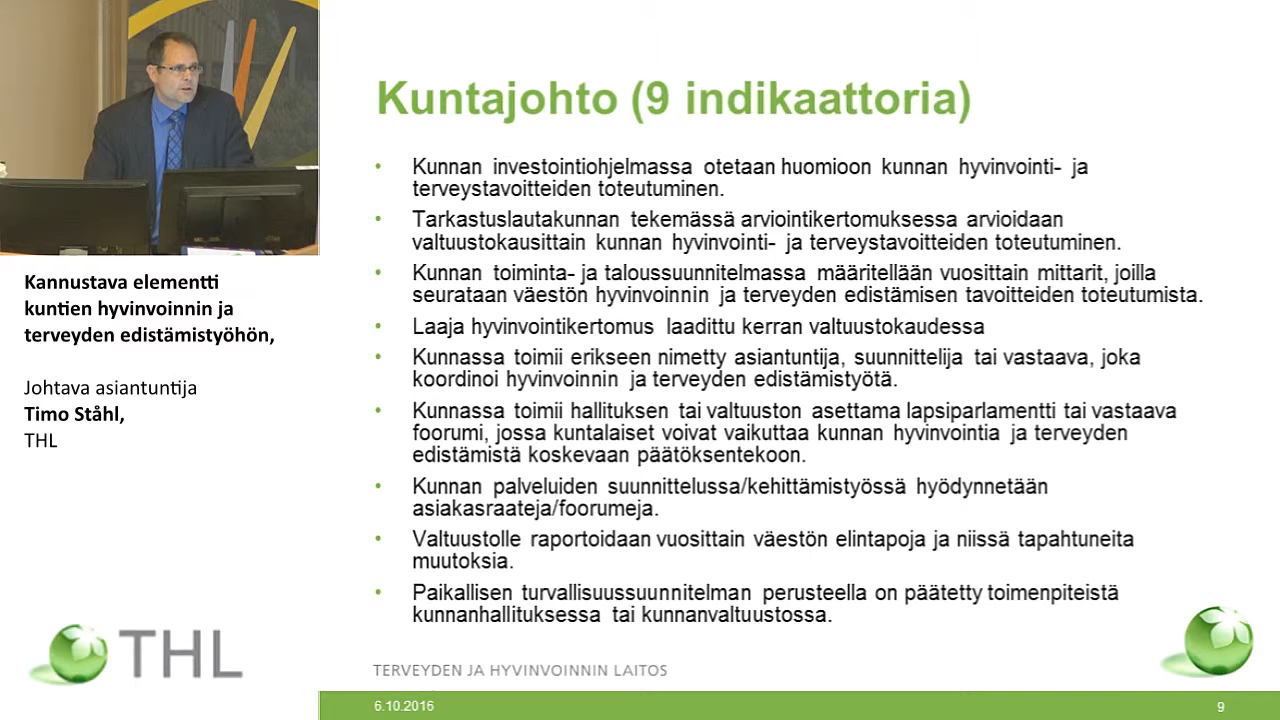 Kannustava elementti
kuntien hyvinvoinnin ja
terveyden edistämistyöhön,
Johtava asiantuntija
Timo Ståhl,
THL
THL
Kuntajohto (9 indikaattoria)
• Kunnan investointiohjelmassa otetaan huomioon kunnan hyvinvointi- ja
terveystavoitteiden toteutuminen.
• Tarkastuslautakunnan tekemässä arviointikertomuksessa arvioidaan
valtuustokausittain kunnan hyvinvointi- ja terveystavoitteiden toteutuminen.
• Kunnan toiminta- ja taloussuunnitelmassa määritellään vuosittain mittarit, joilla
seurataan väestön hyvinvoinnin ja terveyden edistämisen tavoitteiden toteutumista.
• Laaja hyvinvointikertomus laadittu kerran valtuustokaudessa
• Kunnassa toimii erikseen nimetty asiantuntija, suunnittelija tai vastaava, joka
koordinoi hyvinvoinnin ja terveyden edistämistyötä.
• Kunnassa toimii hallituksen tai valtuuston asettama lapsiparlamentti tai vastaava
foorumi, jossa kuntalaiset voivat vaikuttaa kunnan hyvinvointia ja terveyden
edistämistä koskevaan päätöksentekoon.
• Kunnan palveluiden suunnittelussa/kehittämistyössä hyödynnetään
asiakasraateja/foorumeja.
• Valtuustolle raportoidaan vuosittain väestön elintapoja ja niissä tapahtuneita
muutoksia.
• Paikallisen turvallisuussuunnitelman perusteella on päätetty toimenpiteistä
kunnanhallituksessa tai kunnanvaltuustossa.
TERVEYDEN JA HYVINVOINNIN LAITOS
6.10.2016
9